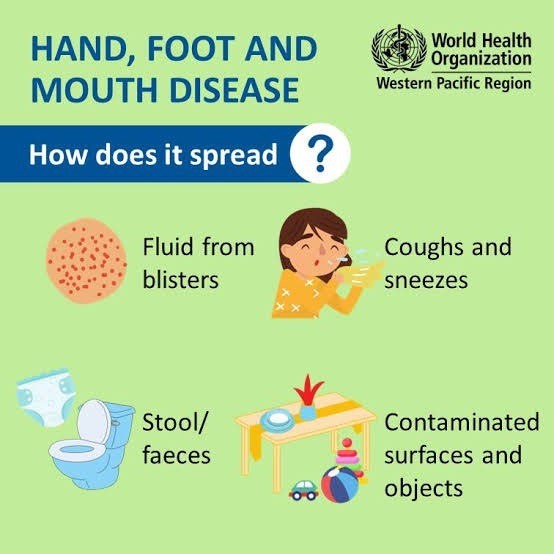 HAND, FOOT AND
MOUTH DISEASE
World Health
Organization
Western Pacific Region
How does it spread ?
Fluid from
blisters
Coughs and
sneezes
Stool/
faeces
Contaminated
surfaces and
objects